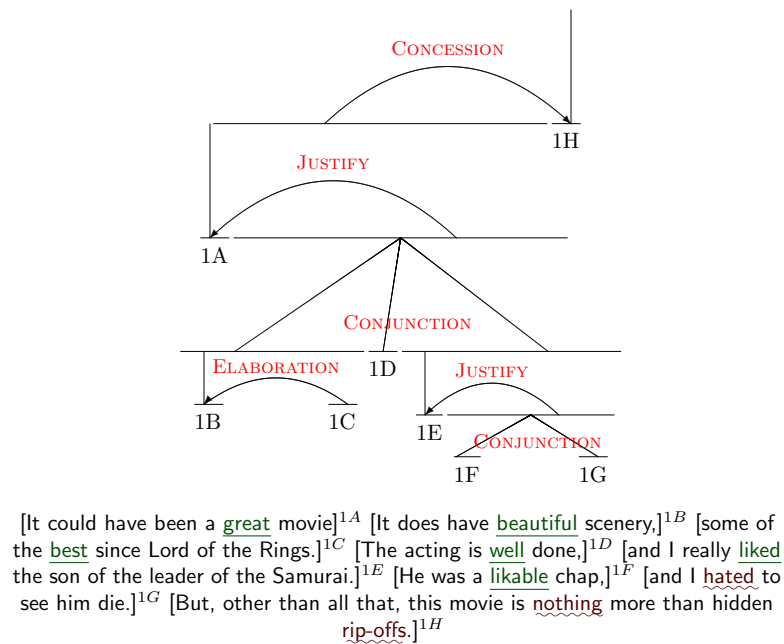 CONCESSION
1H
JUSTIFY
1A
CONJUNCTION
1D
ELABORATION
JUSTIFY
1B
1C
1E
CONJUNCTION
1F
1G
[It could have been a great movie]1A [It does have beautiful scenery,]1B [some of
the best since Lord of the Rings.]1C [The acting is well done,]1D [and I really liked
the son of the leader of the Samurai.]1E [He was a likable chap,]1F [and I hated to
see him die.]1G [But, other than all that, this movie is nothing more than hidden
rip-offs.]1H